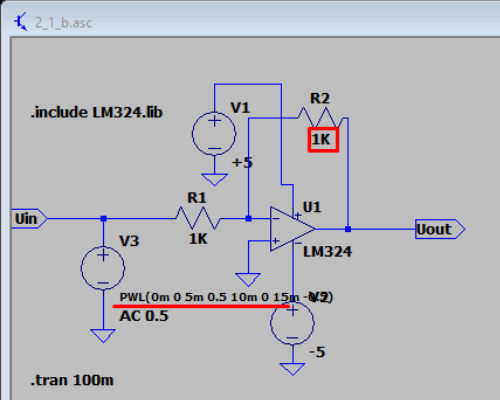 2_1_b.asc
.include LM324.lib
V1
+5
R2
1K
R1
1K
U1
LM324
Uin
Uout
V3
PWL(0m 0 5m 0.5 10m 0 15m
AC 0.5
V2
-5
.tran 100m